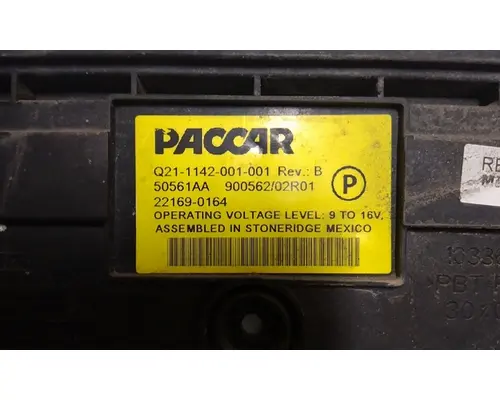 PACCAR
Q21-1142-001-001 Rev.: B
50561AA 900562/02R01
P
22169-0164
OPERATING VOLTAGE LEVEL: 9 TO 16V,
ASSEMBLED IN STONERIDGE MEXICO